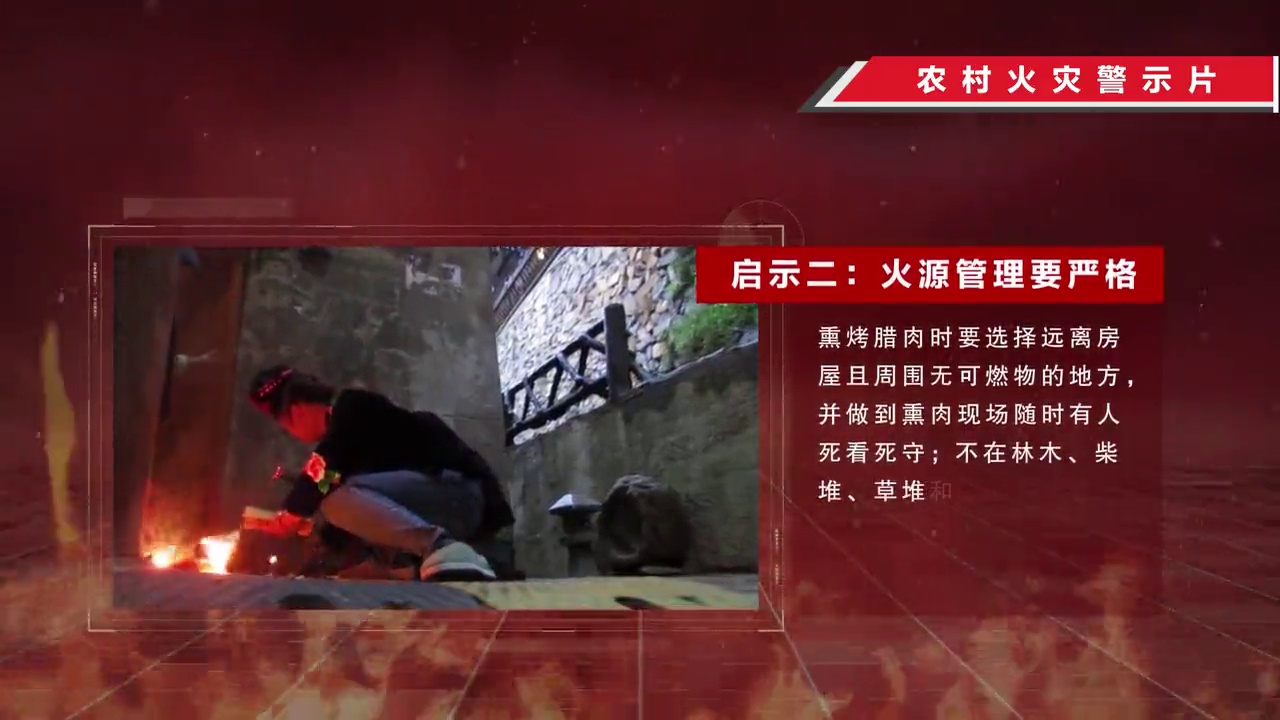 农村火灾警示片
启示二：火源管理要严格
熏烤腊肉时要选择远离房
屋且周围无可燃物的地方，
并做到熏肉现场随时有人
死看死守；不在林木、柴
堆、草堆和